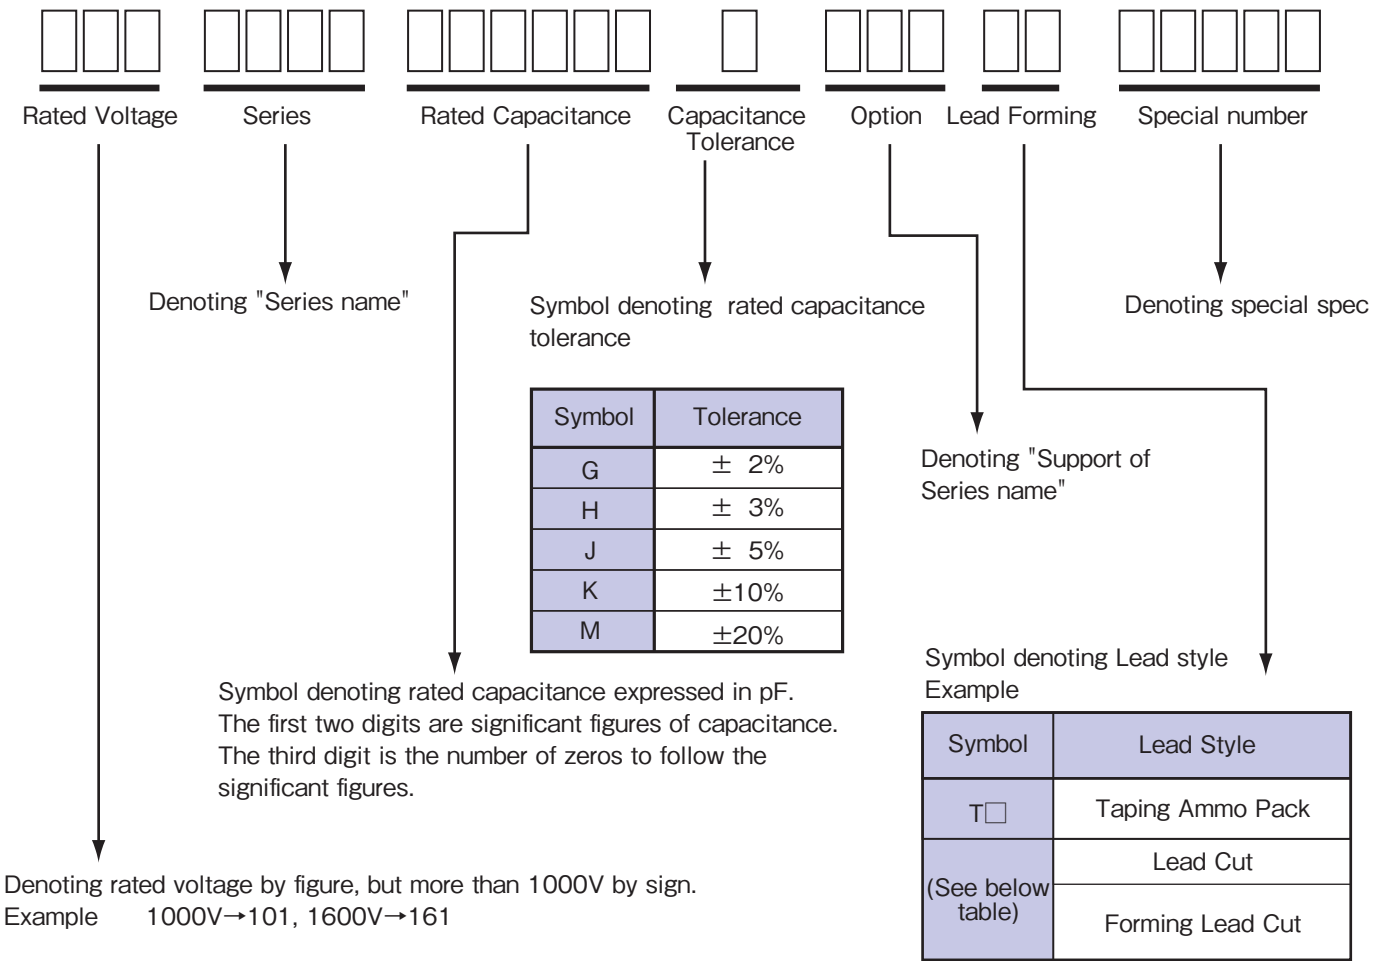 Rated Voltage
Series
Rated Capacitance
Capacitance
Tolerance
Option
Lead Forming
Special number
Denoting "Series name"
Symbol denoting rated capacitance
tolerance
Denoting special spec
Symbol Tolerance
G ± 2%
H ± 3%
J ± 5%
K ±10%
M ±20%
Denoting "Support of
Series name"
Symbol denoting rated capacitance expressed in pF.
The first two digits are significant figures of capacitance.
The third digit is the number of zeros to follow the
significant figures.
Symbol denoting Lead style
Example
Symbol Lead Style
T□ Taping Ammo Pack
(See below
table)
Lead Cut
Forming Lead Cut
Denoting rated voltage by figure, but more than 1000V by sign.
Example 1000V→101, 1600V→161